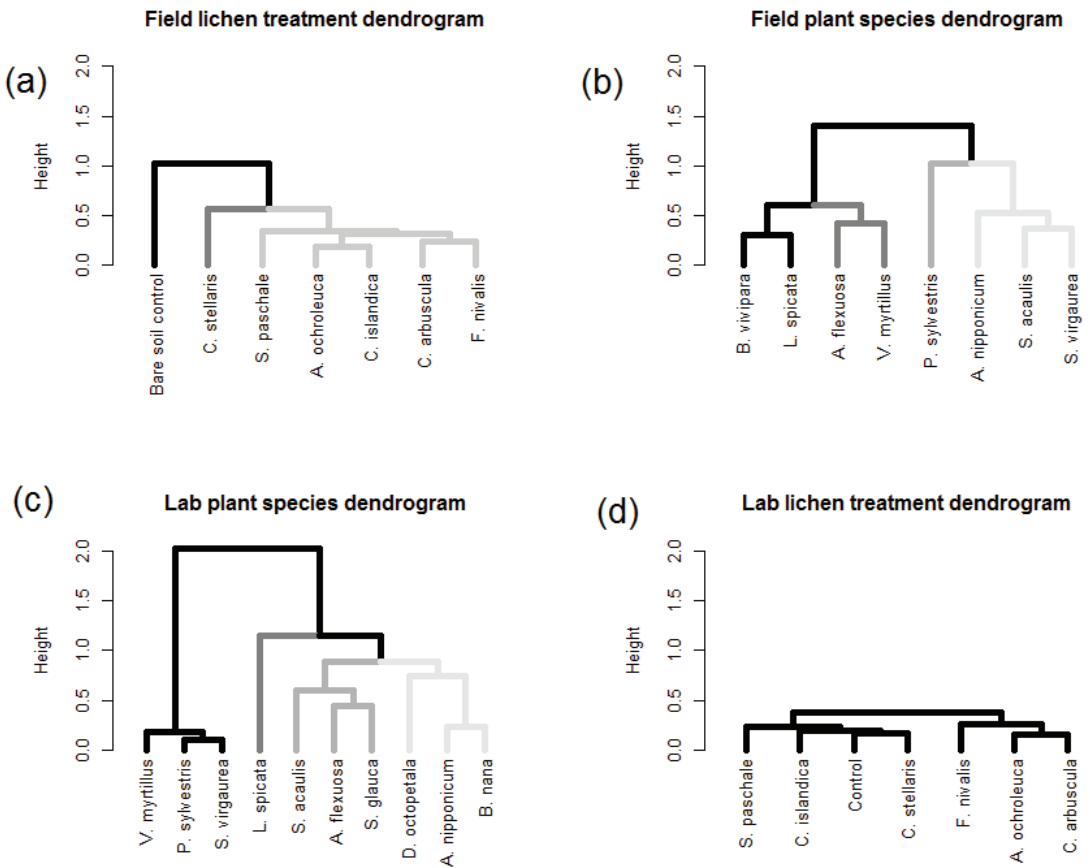 Field lichen treatment dendrogram
(a)
Height
0.0 0.5 1.0 1.5 2.0
Bare soil control
C. stellaris
S. paschale
A. ochroleuca
C. islandica
C. arbuscula
F. nivalis
Field plant species dendrogram
(b)
Height
0.0 0.5 1.0 1.5 2.0
B. vivipara
L. spicata
A. flexuosa
V. myrtillus
P. sylvestris
A. nipponicum
S. acaulis
S. virgaurea
(c)
Lab plant species dendrogram
Height
0.0 0.5 1.0 1.5 2.0
V. myrtillus
P. sylvestris
S. virgaurea
L. spicata
S. acaulis
A. flexuosa
S. glauca
D. octopetala
A. nipponicum
B. nana
(d)
Lab lichen treatment dendrogram
Height
0.0 0.5 1.0 1.5 2.0
S. paschale
C. islandica
Control
C. stellaris
F. nivalis
A. ochroleuca
C. arbuscula